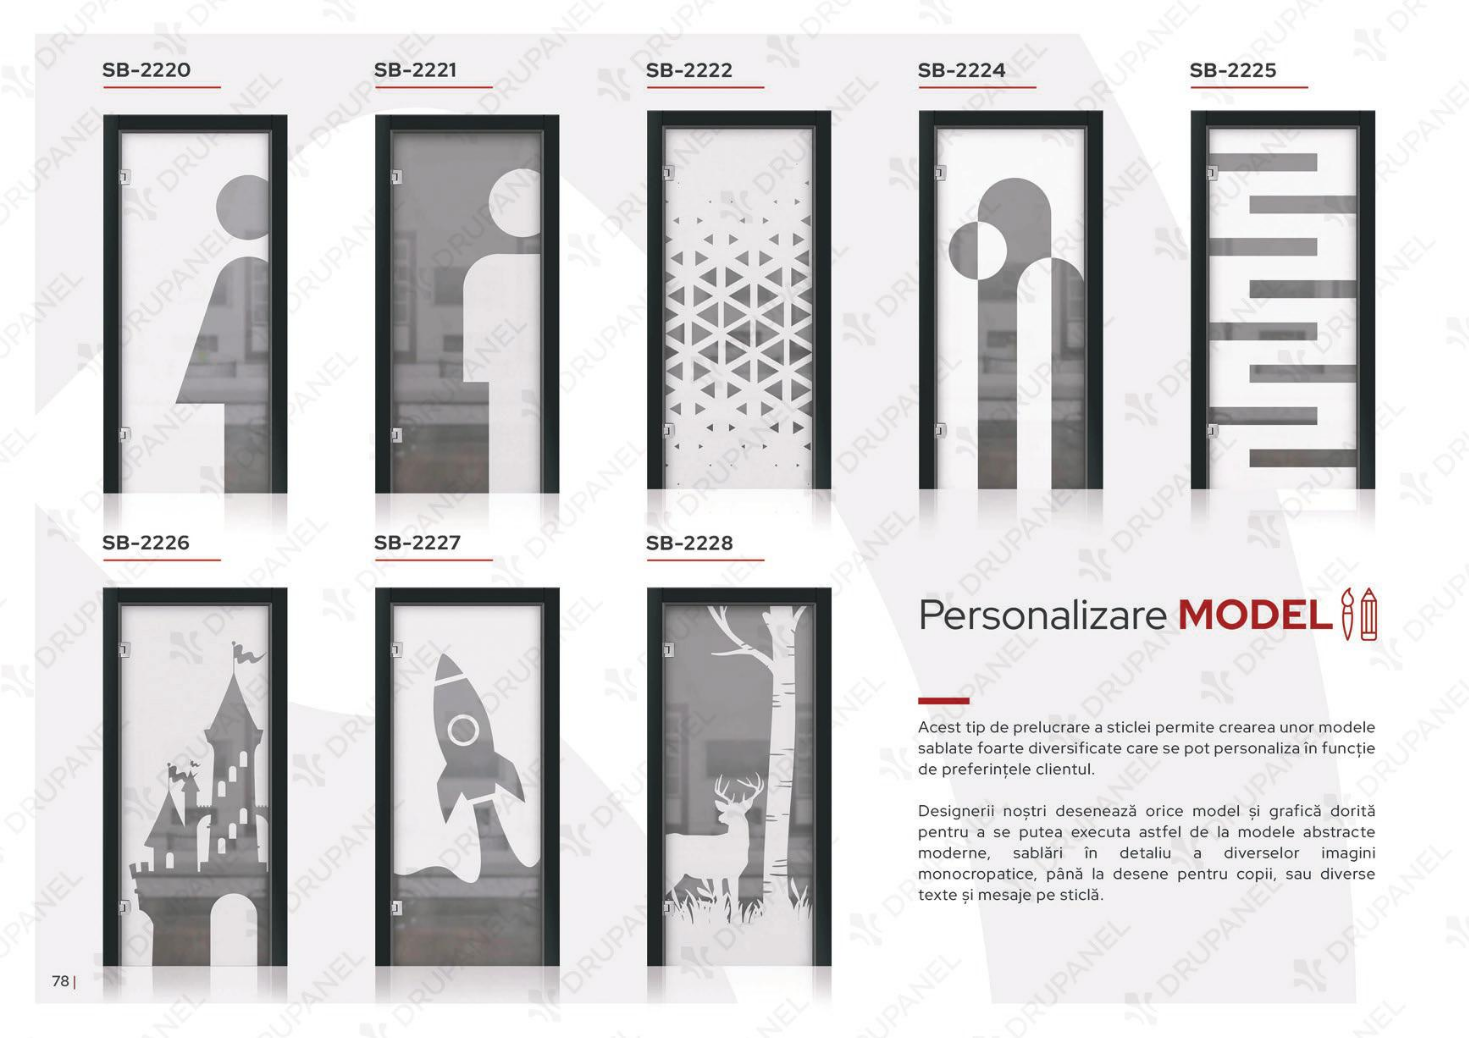 SB-2220
SB-2221
SB-2222
SB-2224
SB-2225
SB-2226
SB-2227
SB-2228
Personalizare MODEL
Acest tip de prelucrare a sticlei permite crearea unor modele
sablate foarte diversificate care se pot personaliza în funcție
de preferințele clientul.
Designerii noștri desenează orice model și grafică dorită
pentru a se putea executa astfel de la modele abstracte
moderne, sablări în detaliu a diverselor imagini
monocropatice, până la desene pentru copii, sau diverse
texte și mesaje pe sticlă.
78 |
DRUPANEL